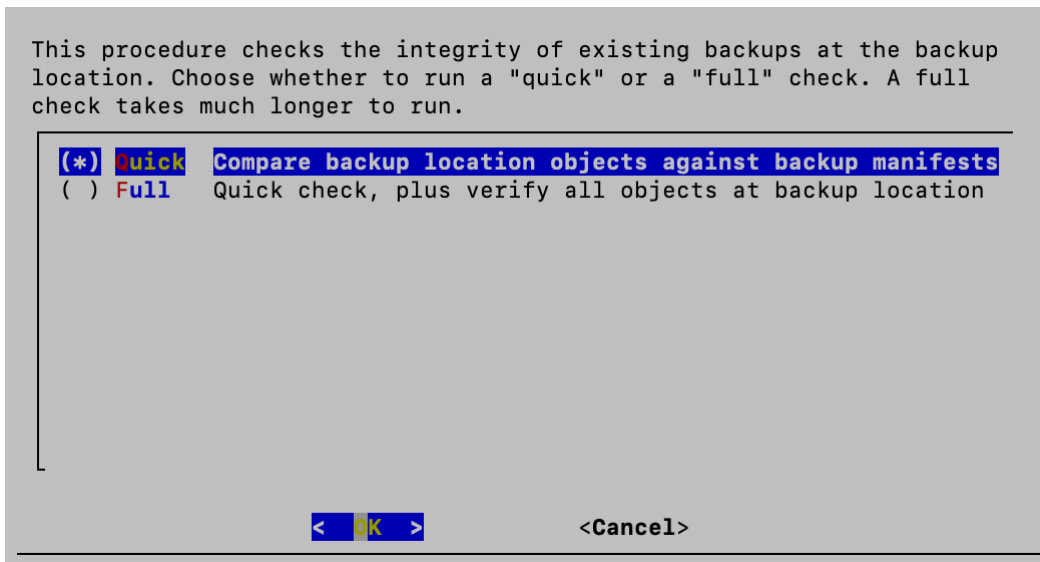 This procedure checks the integrity of existing backups at the backup
location. Choose whether to run a "quick" or a "full" check. A full
check takes much longer to run.
(*) Quick Compare backup location objects against backup manifests
( ) Full Quick check, plus verify all objects at backup location
< OK > <Cancel>